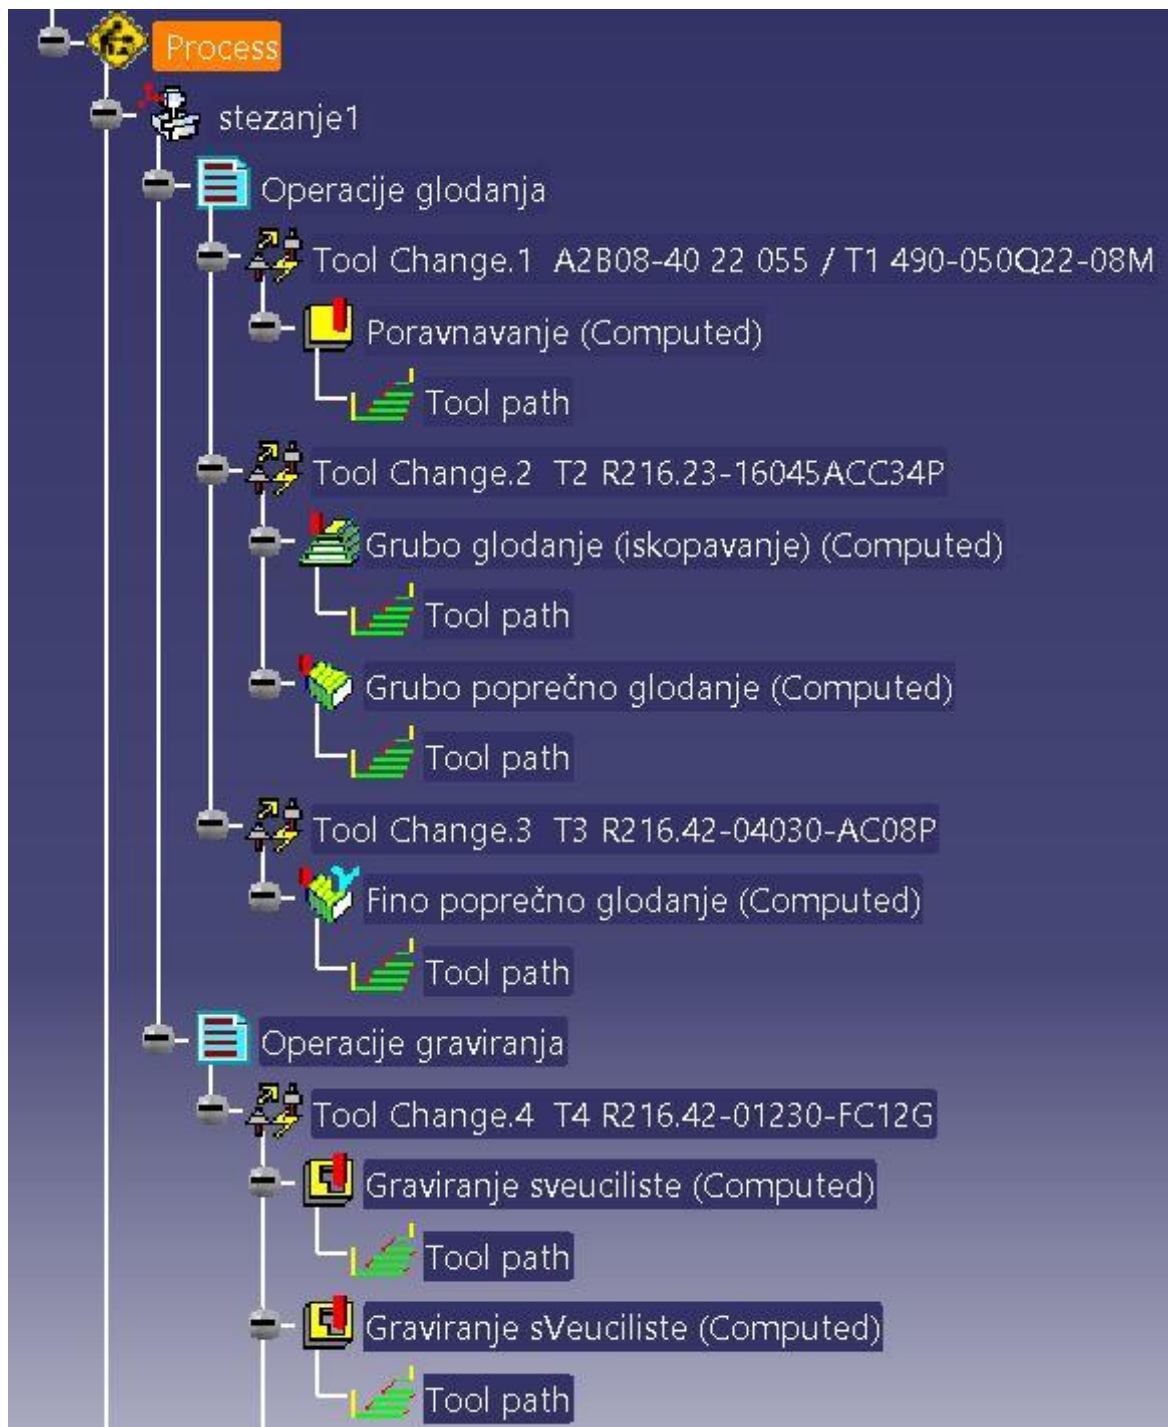 Process
stezanje1
Operacije glodanja
Tool Change.1 A2B08-40 22 055 / T1 490-050Q22-08M
Poravnavanje (Computed)
Tool path
Tool Change.2 T2 R216.23-16045ACC34P
Grubo glodanje (iskopavanje) (Computed)
Tool path
Grubo poprečno glodanje (Computed)
Tool path
Tool Change.3 T3 R216.42-04030-AC08P
Fino poprečno glodanje (Computed)
Tool path
Operacije graviranja
Tool Change.4 T4 R216.42-01230-FC12G
Graviranje sveuciliste (Computed)
Tool path
Graviranje sVeuciliste (Computed)
Tool path